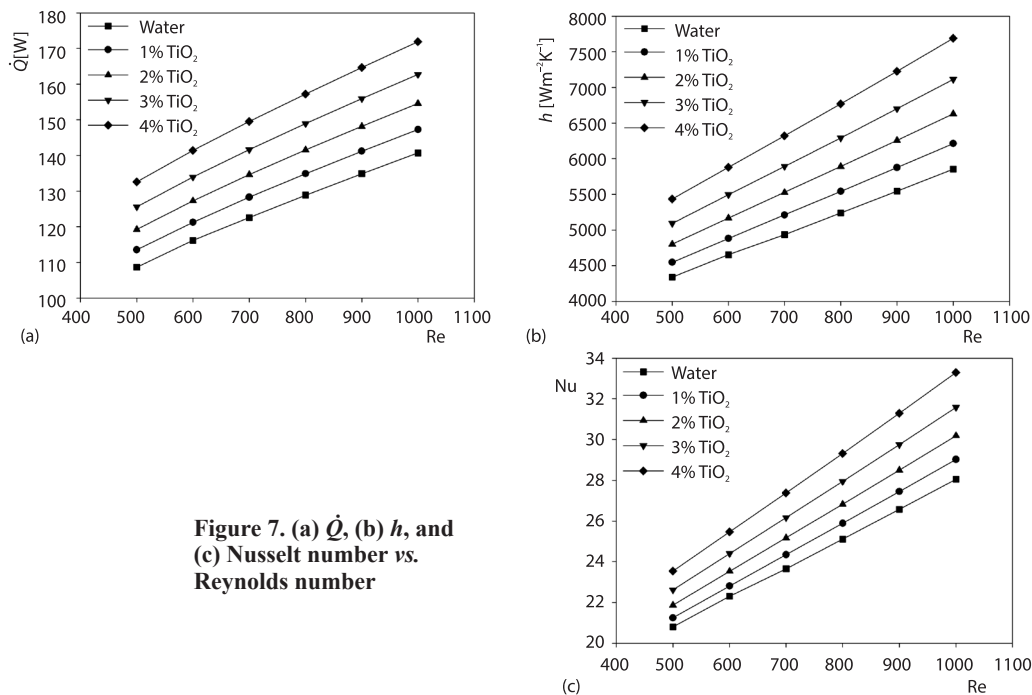 180
170
160
150
140
130
120
110
100
Q̇[W]
Water
1% TiO₂
2% TiO₂
3% TiO₂
4% TiO₂
400 500 600 700 800 900 1000 1100
Re
(a)
8000
7500
7000
6500
6000
5500
5000
4500
4000
h [Wm⁻²K⁻¹]
Water
1% TiO₂
2% TiO₂
3% TiO₂
4% TiO₂
400 500 600 700 800 900 1000 1100
Re
(b)
34
32
30
28
26
24
22
20
Nu
Water
1% TiO₂
2% TiO₂
3% TiO₂
4% TiO₂
400 500 600 700 800 900 1000 1100
Re
(c)
Figure 7. (a) Q̇, (b) h, and
(c) Nusselt number vs.
Reynolds number